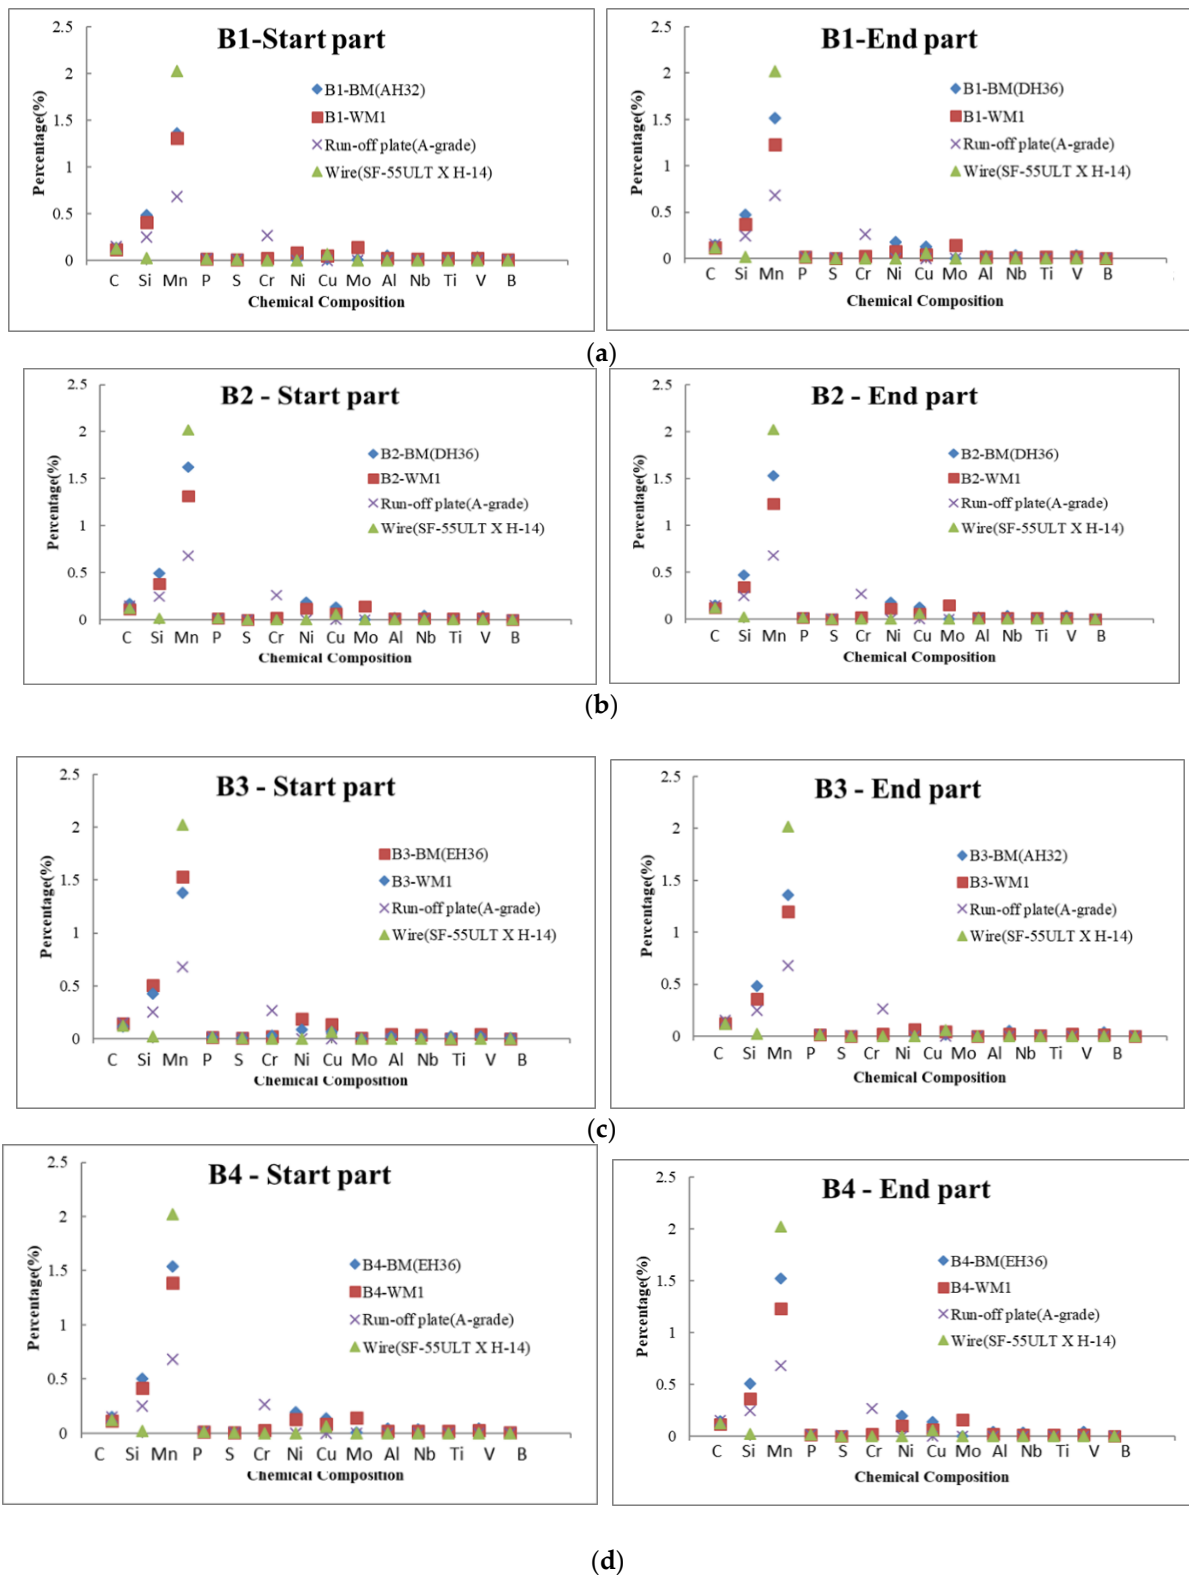 B1-Start part
2.5
2
1.5
1
0.5
0
Percentage(%)
B1-BM(AH32)
B1-WM1
Run-off plate(A-grade)
Wire(SF-55ULT X H-14)
C Si Mn P S Cr Ni Cu Mo Al Nb Ti V B
Chemical Composition
B1-End part
2.5
2
1.5
1
0.5
0
Percentage(%)
B1-BM(DH36)
B1-WM1
Run-off plate(A-grade)
Wire(SF-55ULT X H-14)
C Si Mn P S Cr Ni Cu Mo Al Nb Ti V B
Chemical Composition
(a)
B2 - Start part
2.5
2
1.5
1
0.5
0
Percentage(%)
B2-BM(DH36)
B2-WM1
Run-off plate(A-grade)
Wire(SF-55ULT X H-14)
C Si Mn P S Cr Ni Cu Mo Al Nb Ti V B
Chemical Composition
B2 - End part
2.5
2
1.5
1
0.5
0
Percentage(%)
B2-BM(DH36)
B2-WM1
Run-off plate(A-grade)
Wire(SF-55ULT X H-14)
C Si Mn P S Cr Ni Cu Mo Al Nb Ti V B
Chemical Composition
(b)
B3 - Start part
2.5
2
1.5
1
0.5
0
Percentage(%)
B3-BM(EH36)
B3-WM1
Run-off plate(A-grade)
Wire(SF-55ULT X H-14)
C Si Mn P S Cr Ni Cu Mo Al Nb Ti V B
Chemical Composition
B3 - End part
2.5
2
1.5
1
0.5
0
Percentage(%)
B3-BM(AH32)
B3-WM1
Run-off plate(A-grade)
Wire(SF-55ULT X H-14)
C Si Mn P S Cr Ni Cu Mo Al Nb Ti V B
Chemical Composition
(c)
B4 - Start part
2.5
2
1.5
1
0.5
0
Percentage(%)
B4-BM(EH36)
B4-WM1
Run-off plate(A-grade)
Wire(SF-55ULT X H-14)
C Si Mn P S Cr Ni Cu Mo Al Nb Ti V B
Chemical Composition
B4 - End part
2.5
2
1.5
1
0.5
0
Percentage(%)
B4-BM(EH36)
B4-WM1
Run-off plate(A-grade)
Wire(SF-55ULT X H-14)
C Si Mn P S Cr Ni Cu Mo Al Nb Ti V B
Chemical Composition
(d)